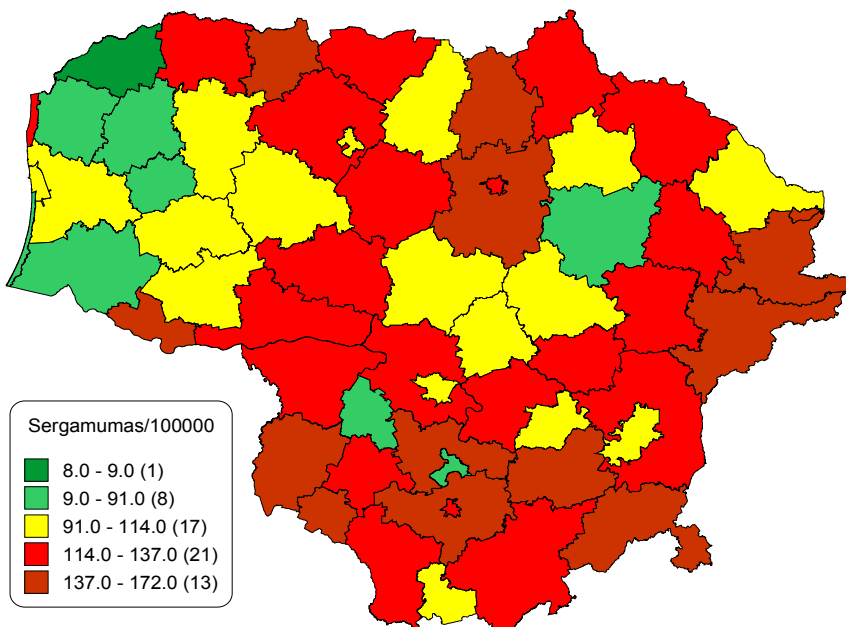 Sergamumas/100000
8.0 - 9.0 (1)
9.0 - 91.0 (8)
91.0 - 114.0 (17)
114.0 - 137.0 (21)
137.0 - 172.0 (13)